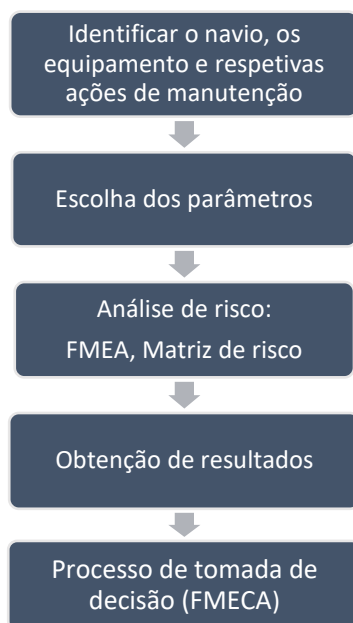 Identificar o navio, os
equipamento e respetivas
ações de manutenção
Escolha dos parâmetros
Análise de risco:
FMEA, Matriz de risco
Obtenção de resultados
Processo de tomada de
decisão (FMECA)